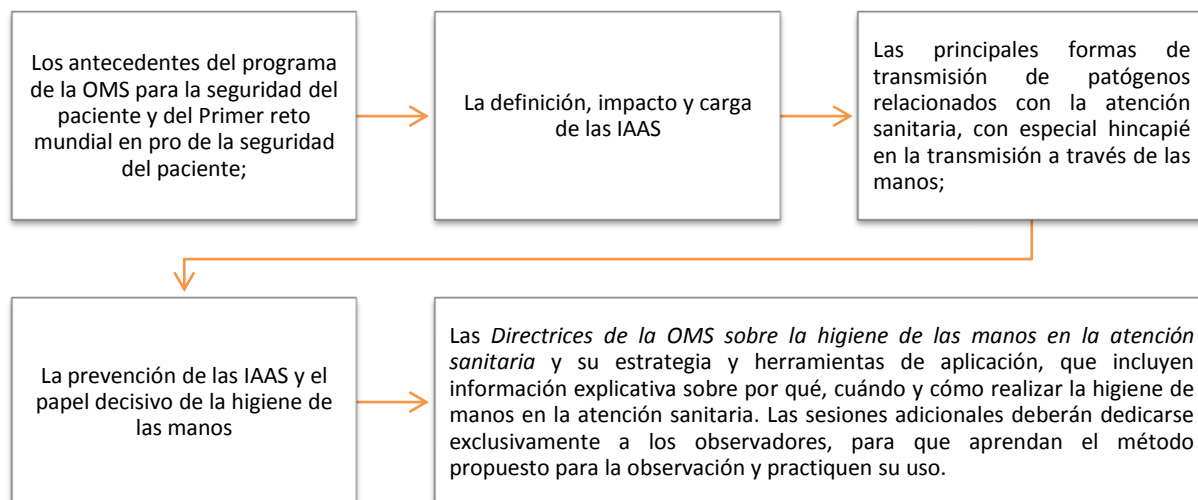 Los antecedentes del programa
de la OMS para la seguridad del
paciente y del Primer reto
mundial en pro de la seguridad
del paciente;
La definición, impacto y carga
de las IAAS
Las principales formas de
transmisión de patógenos
relacionados con la atención
sanitaria, con especial hincapié
en la transmisión a través de las
manos;
La prevención de las IAAS y el
papel decisivo de la higiene de
las manos
Las Directrices de la OMS sobre la higiene de las manos en la atención
sanitaria y su estrategia y herramientas de aplicación, que incluyen
información explicativa sobre por qué, cuándo y cómo realizar la higiene de
manos en la atención sanitaria. Las sesiones adicionales deberán dedicarse
exclusivamente a los observadores, para que aprendan el método
propuesto para la observación y practiquen su uso.